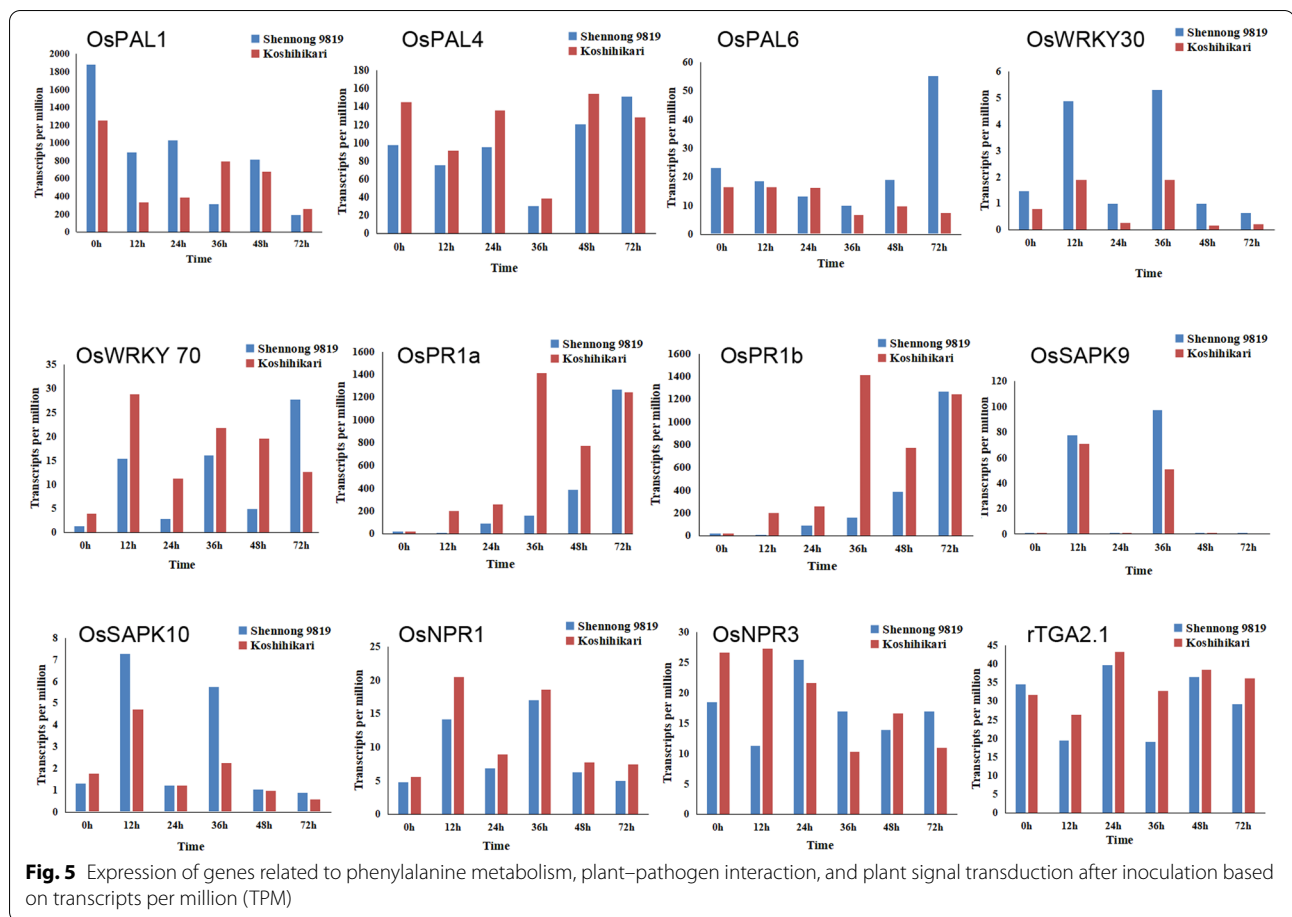 OsPAL1
Shennong 9819
Koshihikari
Transcripts per million
2000
1800
1600
1400
1200
1000
800
600
400
200
0
0h 12h 24h 36h 48h 72h
Time
OsPAL4
Shennong 9819
Koshihikari
Transcripts per million
180
160
140
120
100
80
60
40
20
0
0h 12h 24h 36h 48h 72h
Time
OsPAL6
Shennong 9819
Koshihikari
Transcripts per million
60
50
40
30
20
10
0
0h 12h 24h 36h 48h 72h
Time
OsWRKY30
Shennong 9819
Koshihikari
Transcripts per million
6
5
4
3
2
1
0
0h 12h 24h 36h 48h 72h
Time
OsWRKY 70
Shennong 9819
Koshihikari
Transcripts per million
35
30
25
20
15
10
5
0
0h 12h 24h 36h 48h 72h
Time
OsPR1a
Shennong 9819
Koshihikari
Transcripts per million
1600
1400
1200
1000
800
600
400
200
0
0h 12h 24h 36h 48h 72h
Time
OsPR1b
Shennong 9819
Koshihikari
Transcripts per million
1600
1400
1200
1000
800
600
400
200
0
0h 12h 24h 36h 48h 72h
Time
OsSAPK9
Shennong 9819
Koshihikari
Transcripts per million
120
100
80
60
40
20
0
0h 12h 24h 36h 48h 72h
Time
OsSAPK10
Shennong 9819
Koshihikari
Transcripts per million
8
7
6
5
4
3
2
1
0
0h 12h 24h 36h 48h 72h
Time
OsNPR1
Shennong 9819
Koshihikari
Transcripts per million
25
20
15
10
5
0
0h 12h 24h 36h 48h 72h
Time
OsNPR3
Shennong 9819
Koshihikari
Transcripts per million
30
25
20
15
10
5
0
0h 12h 24h 36h 48h 72h
Time
rTGA2.1
Shennong 9819
Koshihikari
Transcripts per million
45
40
35
30
25
20
15
10
5
0
0h 12h 24h 36h 48h 72h
Time
Fig. 5 Expression of genes related to phenylalanine metabolism, plant–pathogen interaction, and plant signal transduction after inoculation based
on transcripts per million (TPM)